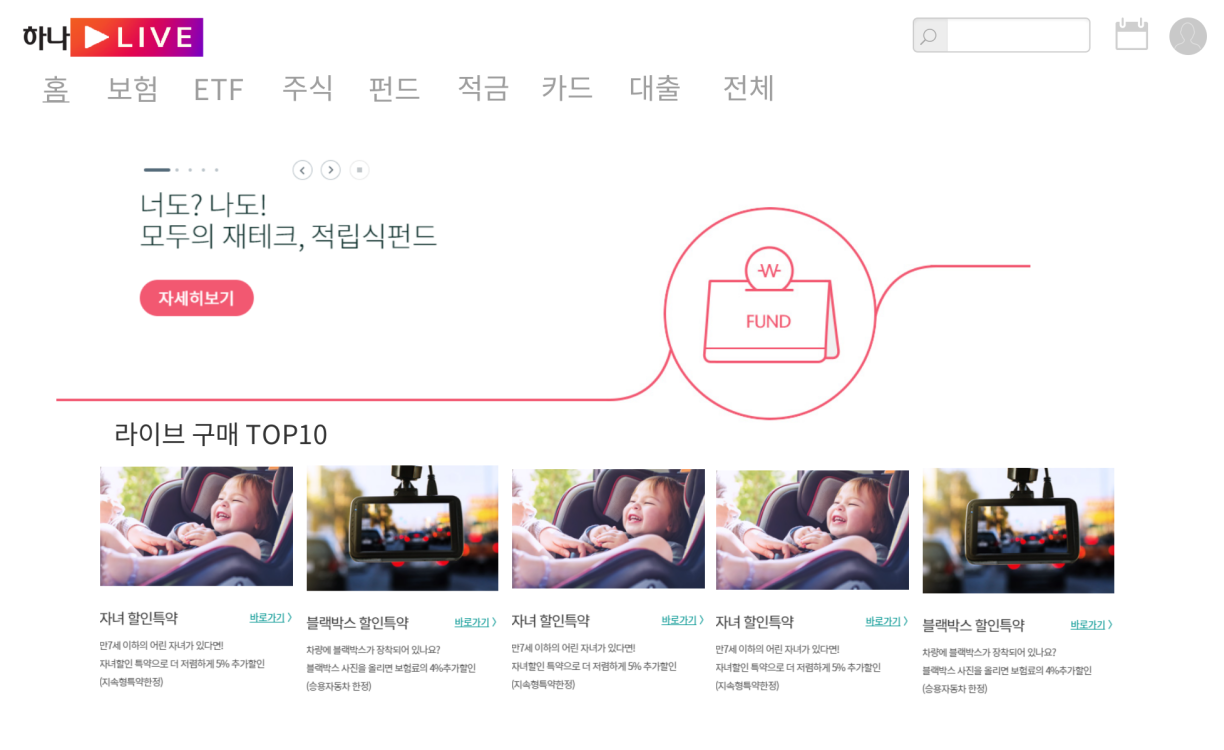 하나 LIVE
홈 보험 ETF 주식 펀드 적금 카드 대출 전체
너도? 나도!
모두의 재테크, 적립식펀드
자세히보기
W
FUND
라이브 구매 TOP10
자녀 할인특약 바로가기 〉
만7세 이하의 어린 자녀가 있다면!
자녀할인 특약으로 더 저렴하게 5% 추가할인
(지속형특약한정)
블랙박스 할인특약 바로가기 〉
차량에 블랙박스가 장착되어 있나요?
블랙박스 사진을 올리면 보험료의 4%추가할인
(승용자동차 한정)
자녀 할인특약 바로가기 〉
만7세 이하의 어린 자녀가 있다면!
자녀할인 특약으로 더 저렴하게 5% 추가할인
(지속형특약한정)
자녀 할인특약 바로가기 〉
만7세 이하의 어린 자녀가 있다면!
자녀할인 특약으로 더 저렴하게 5% 추가할인
(지속형특약한정)
블랙박스 할인특약 바로가기 〉
차량에 블랙박스가 장착되어 있나요?
블랙박스 사진을 올리면 보험료의 4%추가할인
(승용자동차 한정)